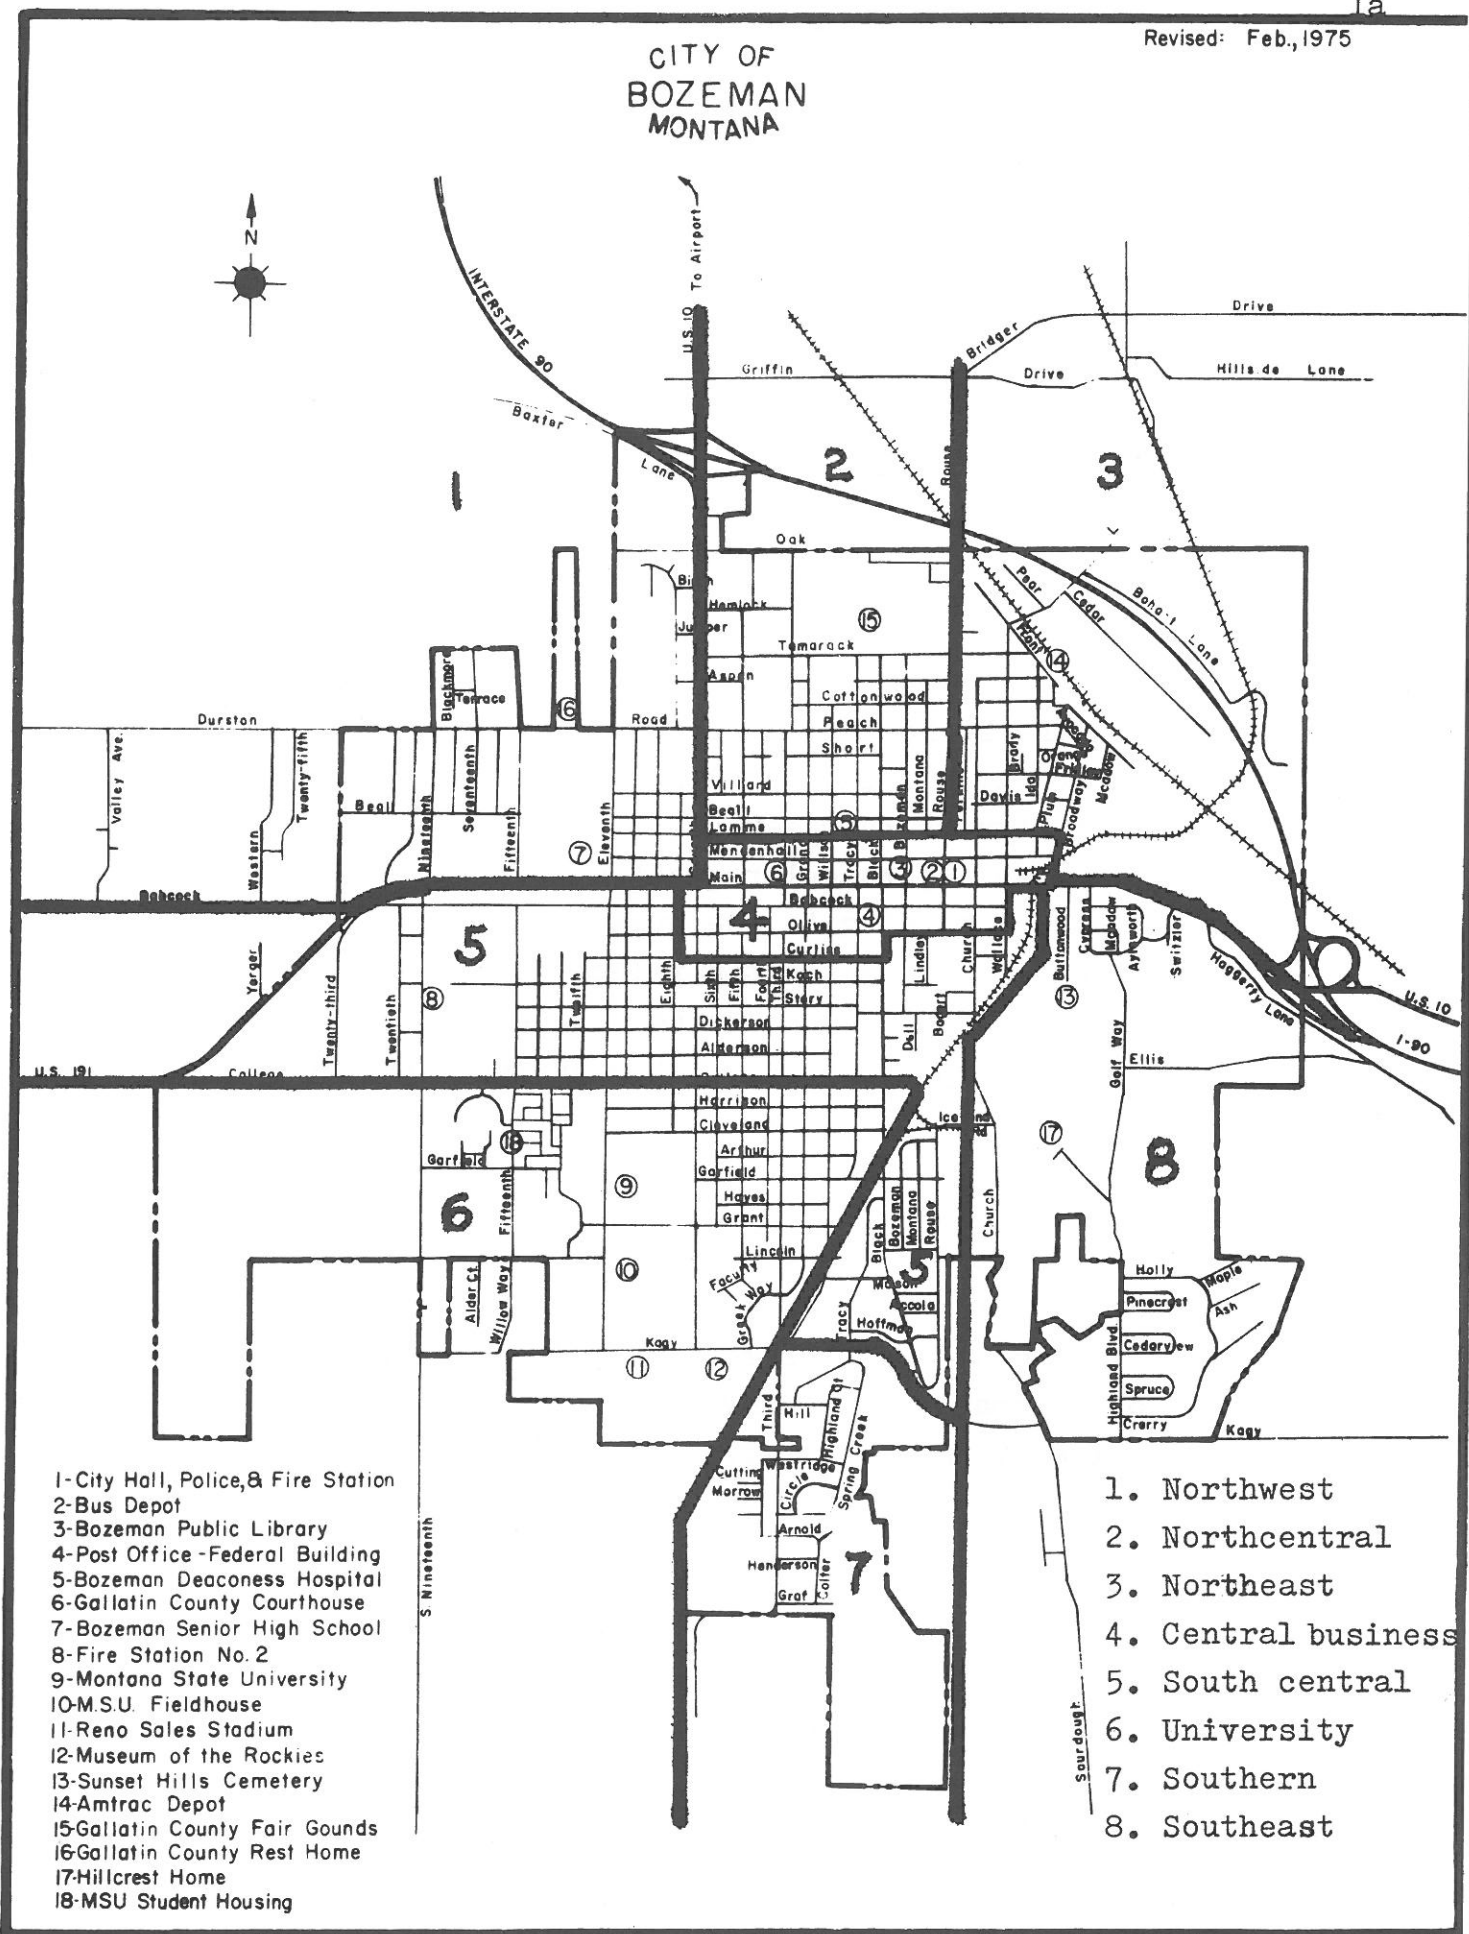 1a
Revised: Feb., 1975
CITY OF
BOZEMAN
MONTANA
N
INTERSTATE 90
To Airport
U.S. 10
Bridger
Drive
Griffin
Drive
Baxter
Lane
1
2
3
Rouse
Oak
Birch
Hemlock
15
Tamarack
Aspen
Pear
Cedar
Lane
Front
14
Blackmore
Terrace
16
Cottonwood
Durston
Road
Peach
Short
Valley Ave.
Twenty-fifth
Western
Beall
Nineteenth
Seventeenth
Fifteenth
Eleventh
7
Villard
Beall
Lamme
5
Montana
Rouse
Brady
Ida
Davis
Plum
Broadway
Orange
Mendenhall
Main
6
Grand
Tracy
Black
3
2
1
Babcock
Babcock
4
Olive
4
Curtiss
Koch
Story
Dickerson
Alderson
5
8
Yerger
Twenty-third
Twentieth
Twelfth
Eighth
Sixth
Fifth
Third
Lindley
Church
Wallace
Dell
Bogert
Buttonwood
Cypress
Meadow
Aylsworth
Switzler
13
Haggerty
Lane
U.S. 10
I-90
Golf Way
Ellis
U.S. 191
College
Harrison
Cleveland
Arthur
Garfield
Hayes
Grant
Lincoln
Faculty
Greek Way
18
Garfield
Fifteenth
6
9
10
17
8
Church
Black
Bozeman
Montana
Rouse
5
Mason
Accola
Hoffman
Tracy
Alder Ct.
Willow Way
Kagy
11
12
Holly
Maple
Pinecrest
Ash
Cedarview
Spruce
Cherry
Highland Blvd.
Kagy
Third
Hill
Highland Ct
Spring Creek
Westridge
Cutting
Morrow
Circle
Arnold
Henderson
Graf
Colter
7
S. Nineteenth
Sourdough
1-City Hall, Police,& Fire Station
2-Bus Depot
3-Bozeman Public Library
4-Post Office-Federal Building
5-Bozeman Deaconess Hospital
6-Gallatin County Courthouse
7-Bozeman Senior High School
8-Fire Station No. 2
9-Montana State University
10-M.S.U. Fieldhouse
11-Reno Sales Stadium
12-Museum of the Rockies
13-Sunset Hills Cemetery
14-Amtrac Depot
15-Gallatin County Fair Gounds
16-Gallatin County Rest Home
17-Hillcrest Home
18-MSU Student Housing
1. Northwest
2. Northcentral
3. Northeast
4. Central business
5. South central
6. University
7. Southern
8. Southeast